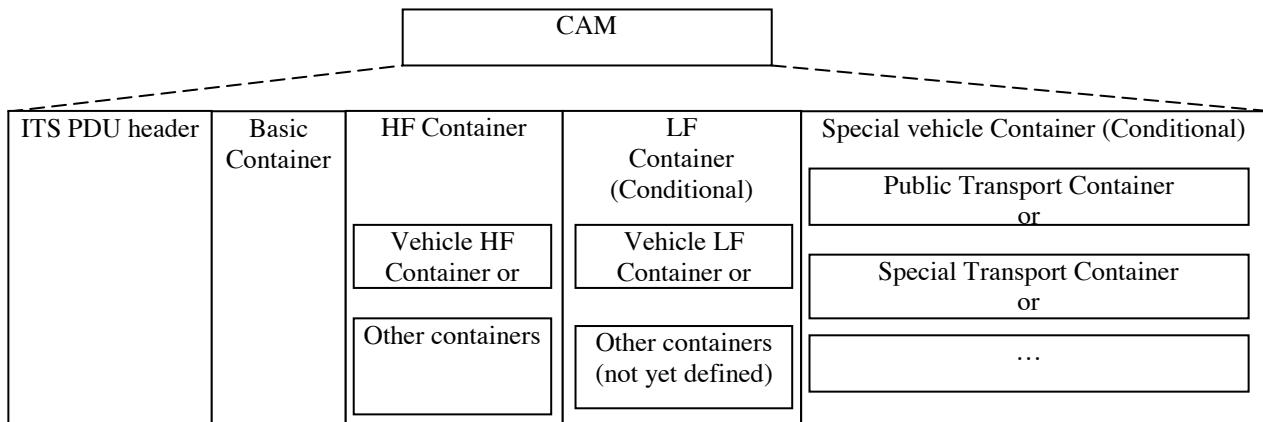 CAM
ITS PDU header
Basic
Container
HF Container
Vehicle HF
Container or
Other containers
LF
Container
(Conditional)
Vehicle LF
Container or
Other containers
(not yet defined)
Special vehicle Container (Conditional)
Public Transport Container
or
Special Transport Container
or
…